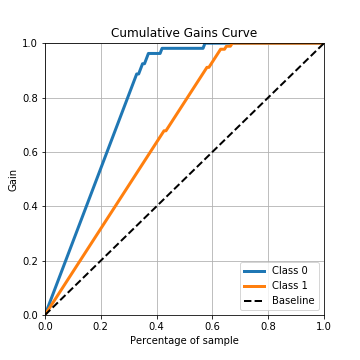 Cumulative Gains Curve
Gain
1.0
0.8
0.6
0.4
0.2
0.0
0.0 0.2 0.4 0.6 0.8 1.0
Percentage of sample
Class 0
Class 1
Baseline